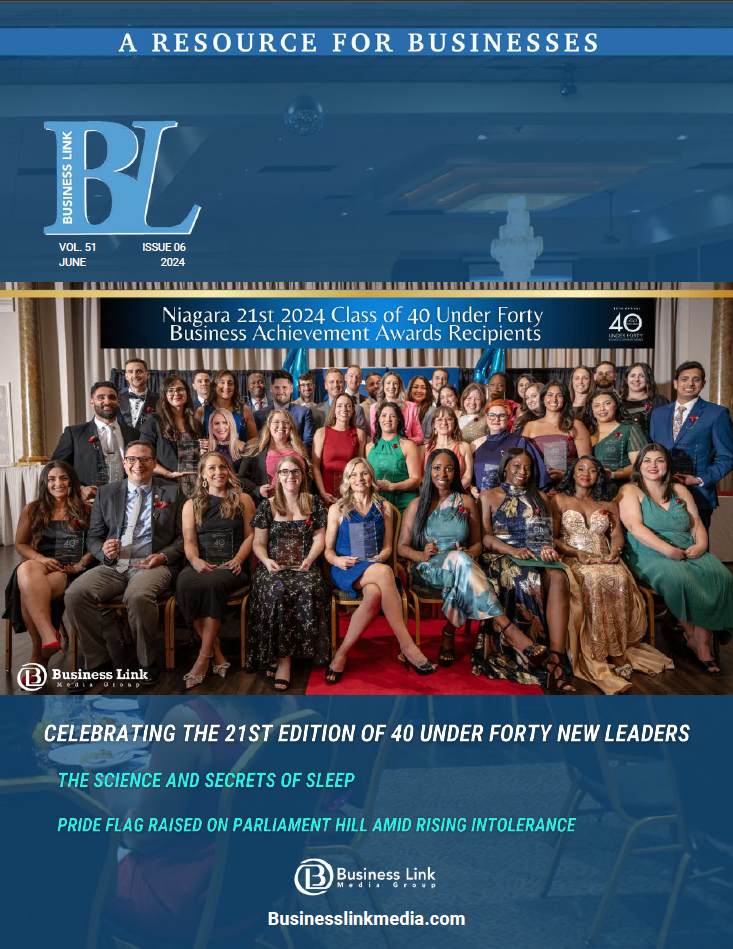 A RESOURCE FOR BUSINESSES
BUSINESS LINK
BL
VOL. 51 ISSUE 06
JUNE 2024
Niagara 21st 2024 Class of 40 Under Forty
Business Achievement Awards Recipients
40
UNDER FORTY
Business Link
Media Group
CELEBRATING THE 21ST EDITION OF 40 UNDER FORTY NEW LEADERS
THE SCIENCE AND SECRETS OF SLEEP
PRIDE FLAG RAISED ON PARLIAMENT HILL AMID RISING INTOLERANCE
Business Link
Media Group
Businesslinkmedia.com